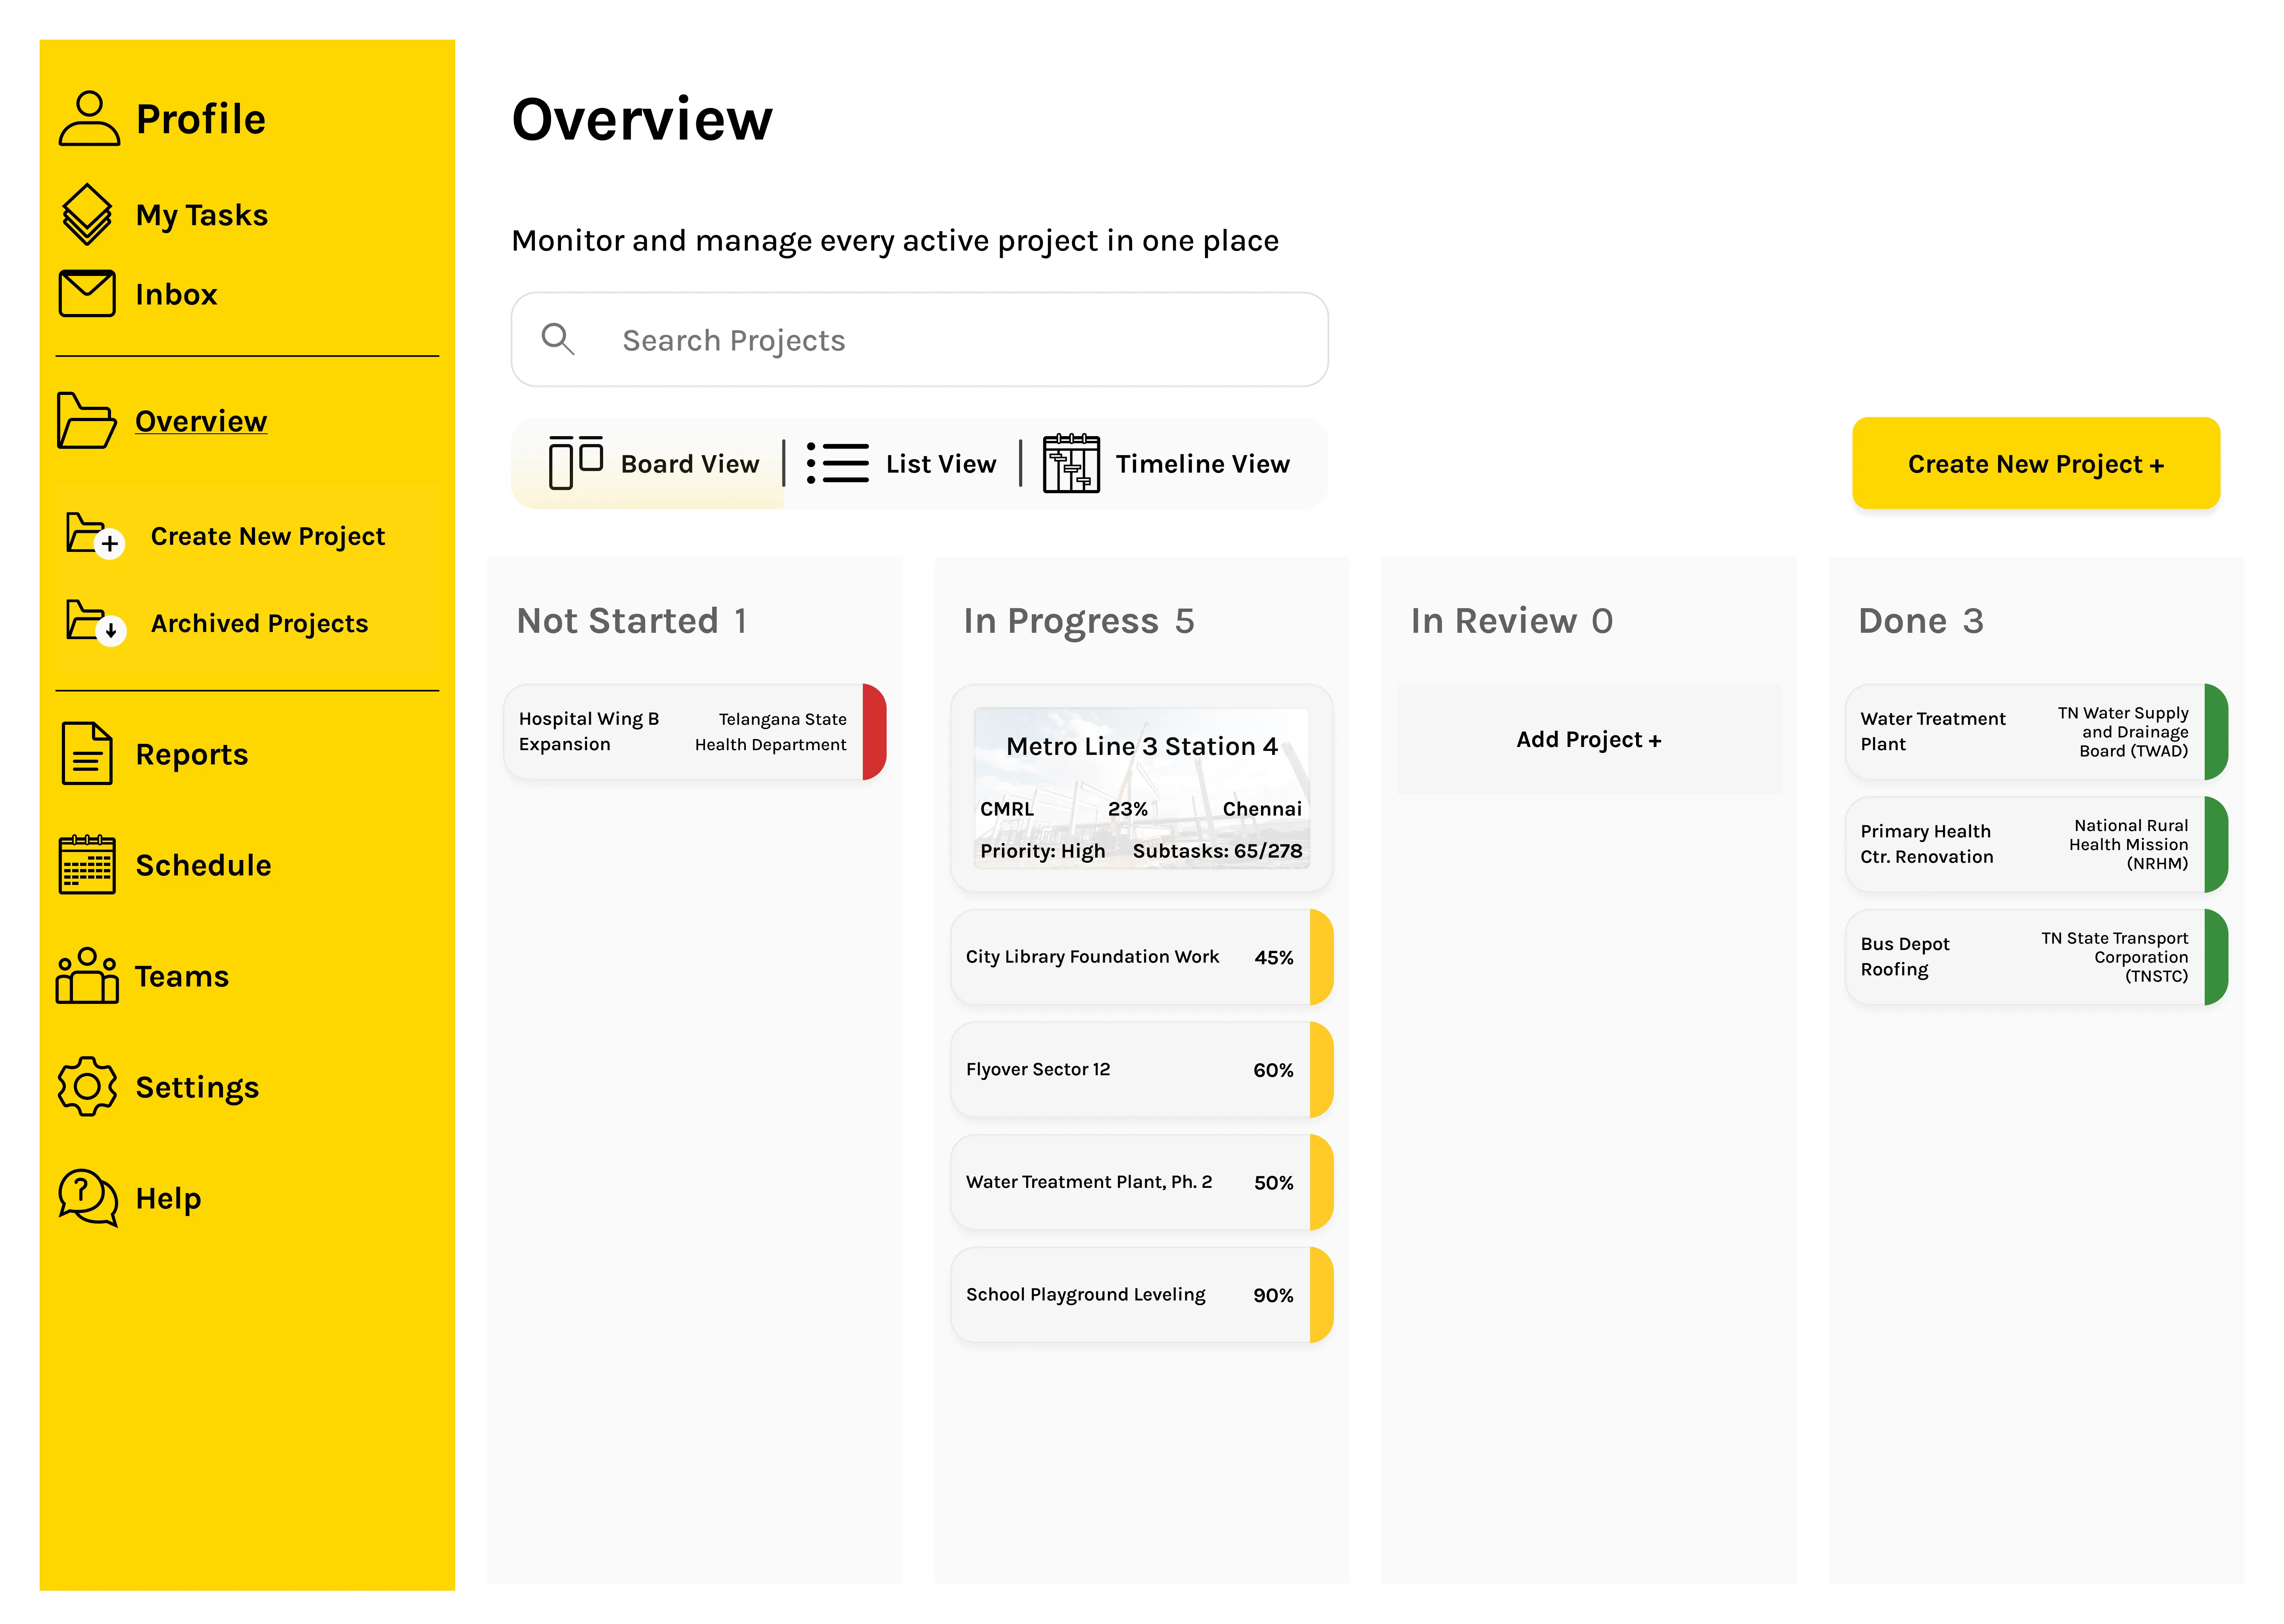 Profile
My Tasks
Inbox
Overview
Create New Project
Archived Projects
Reports
Schedule
Teams
Settings
Help
Overview
Monitor and manage every active project in one place
Search Projects
Board View
List View
Timeline View
Create New Project +
Not Started 1
Hospital Wing B
Expansion
Telangana State
Health Department
In Progress 5
Metro Line 3 Station 4
CMRL 23% Chennai
Priority: High Subtasks: 65/278
City Library Foundation Work 45%
Flyover Sector 12 60%
Water Treatment Plant, Ph. 2 50%
School Playground Leveling 90%
In Review 0
Add Project +
Done 3
Water Treatment
Plant
TN Water Supply
and Drainage
Board (TWAD)
Primary Health
Ctr. Renovation
National Rural
Health Mission
(NRHM)
Bus Depot
Roofing
TN State Transport
Corporation
(TNSTC)